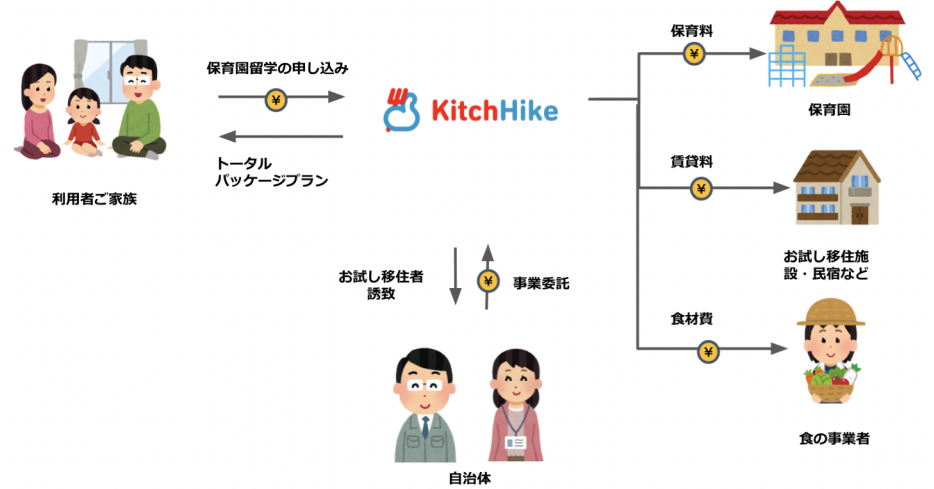 保育園留学の申し込み
¥
トータル
パッケージプラン
利用者ご家族
KitchHike
保育料
¥
保育園
賃貸料
¥
お試し移住施
設・民宿など
食材費
¥
食の事業者
お試し移住者
誘致
¥
事業委託
自治体